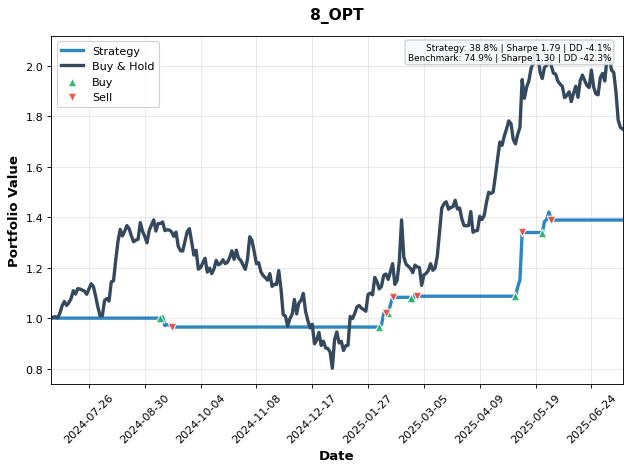 8_OPT
Strategy: 38.8% | Sharpe 1.79 | DD -4.1%
Benchmark: 74.9% | Sharpe 1.30 | DD -42.3%
Strategy
Buy & Hold
Buy
Sell
Portfolio Value
2.0
1.8
1.6
1.4
1.2
1.0
0.8
2024-07-26
2024-08-30
2024-10-04
2024-11-08
2024-12-17
2025-01-27
2025-03-05
2025-04-09
2025-05-19
2025-06-24
Date